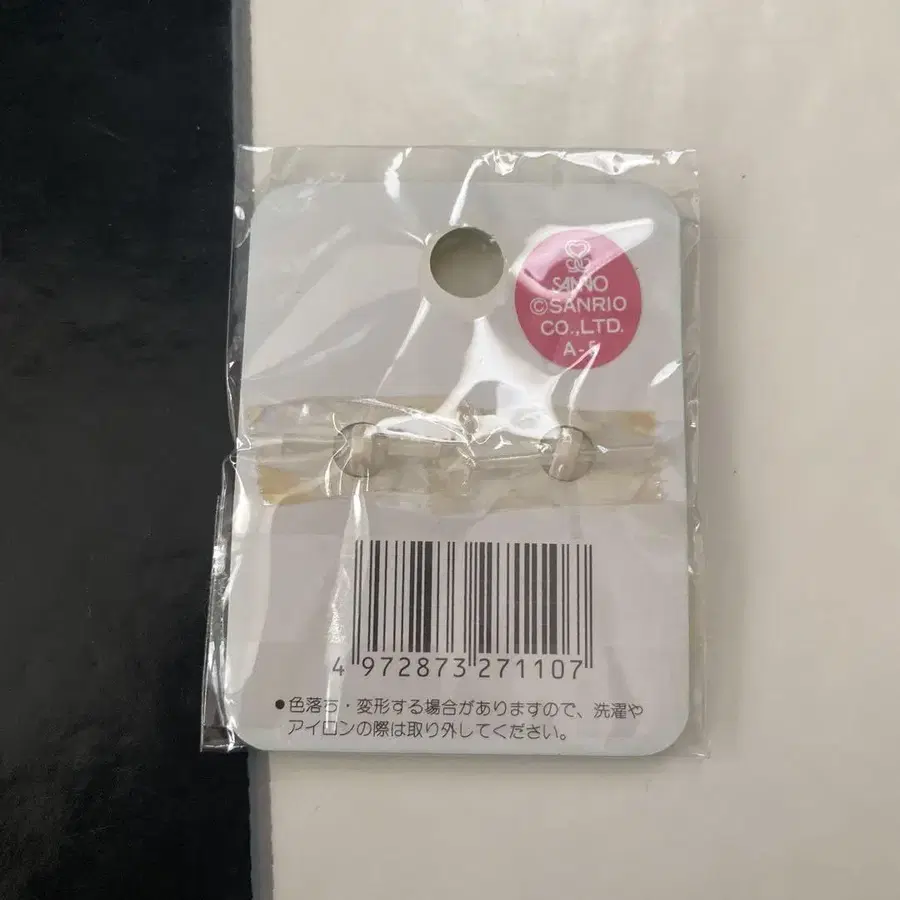 SANRIO
©SANRIO
CO.,LTD.
4 972873 271107
●色落ち・変形する場合がありますので、洗濯や
アイロンの際は取り外してください。